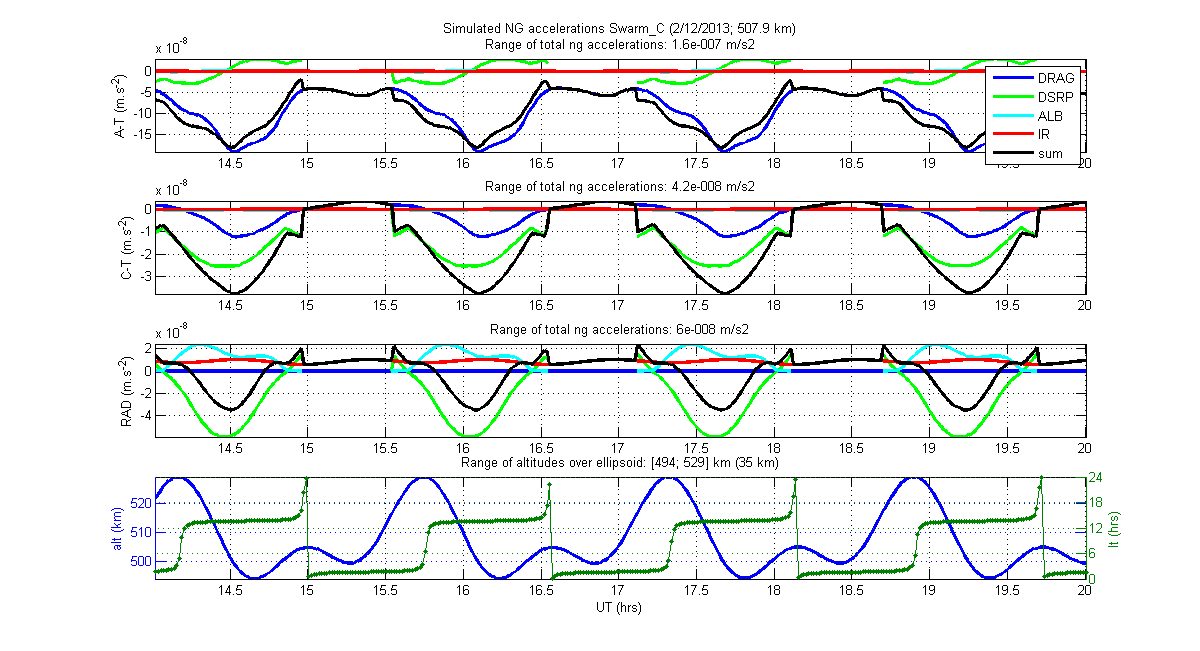 Simulated NG accelerations Swarm_C (2/12/2013; 507.9 km)
Range of total ng accelerations: 1.6e-007 m/s2
x 10-8
0
-5
-10
-15
A-T (m.s-2)
DRAG
DSRP
ALB
IR
sum
14.5 15 15.5 16 16.5 17 17.5 18 18.5 19 19.5 20
Range of total ng accelerations: 4.2e-008 m/s2
x 10-8
0
-1
-2
-3
C-T (m.s-2)
14.5 15 15.5 16 16.5 17 17.5 18 18.5 19 19.5 20
Range of total ng accelerations: 6e-008 m/s2
x 10-8
2
0
-2
-4
RAD (m.s-2)
14.5 15 15.5 16 16.5 17 17.5 18 18.5 19 19.5 20
Range of altitudes over ellipsoid: [494; 529] km (35 km)
520
510
500
alt (km)
24
18
12
6
0
lt (hrs)
14.5 15 15.5 16 16.5 17 17.5 18 18.5 19 19.5 20
UT (hrs)